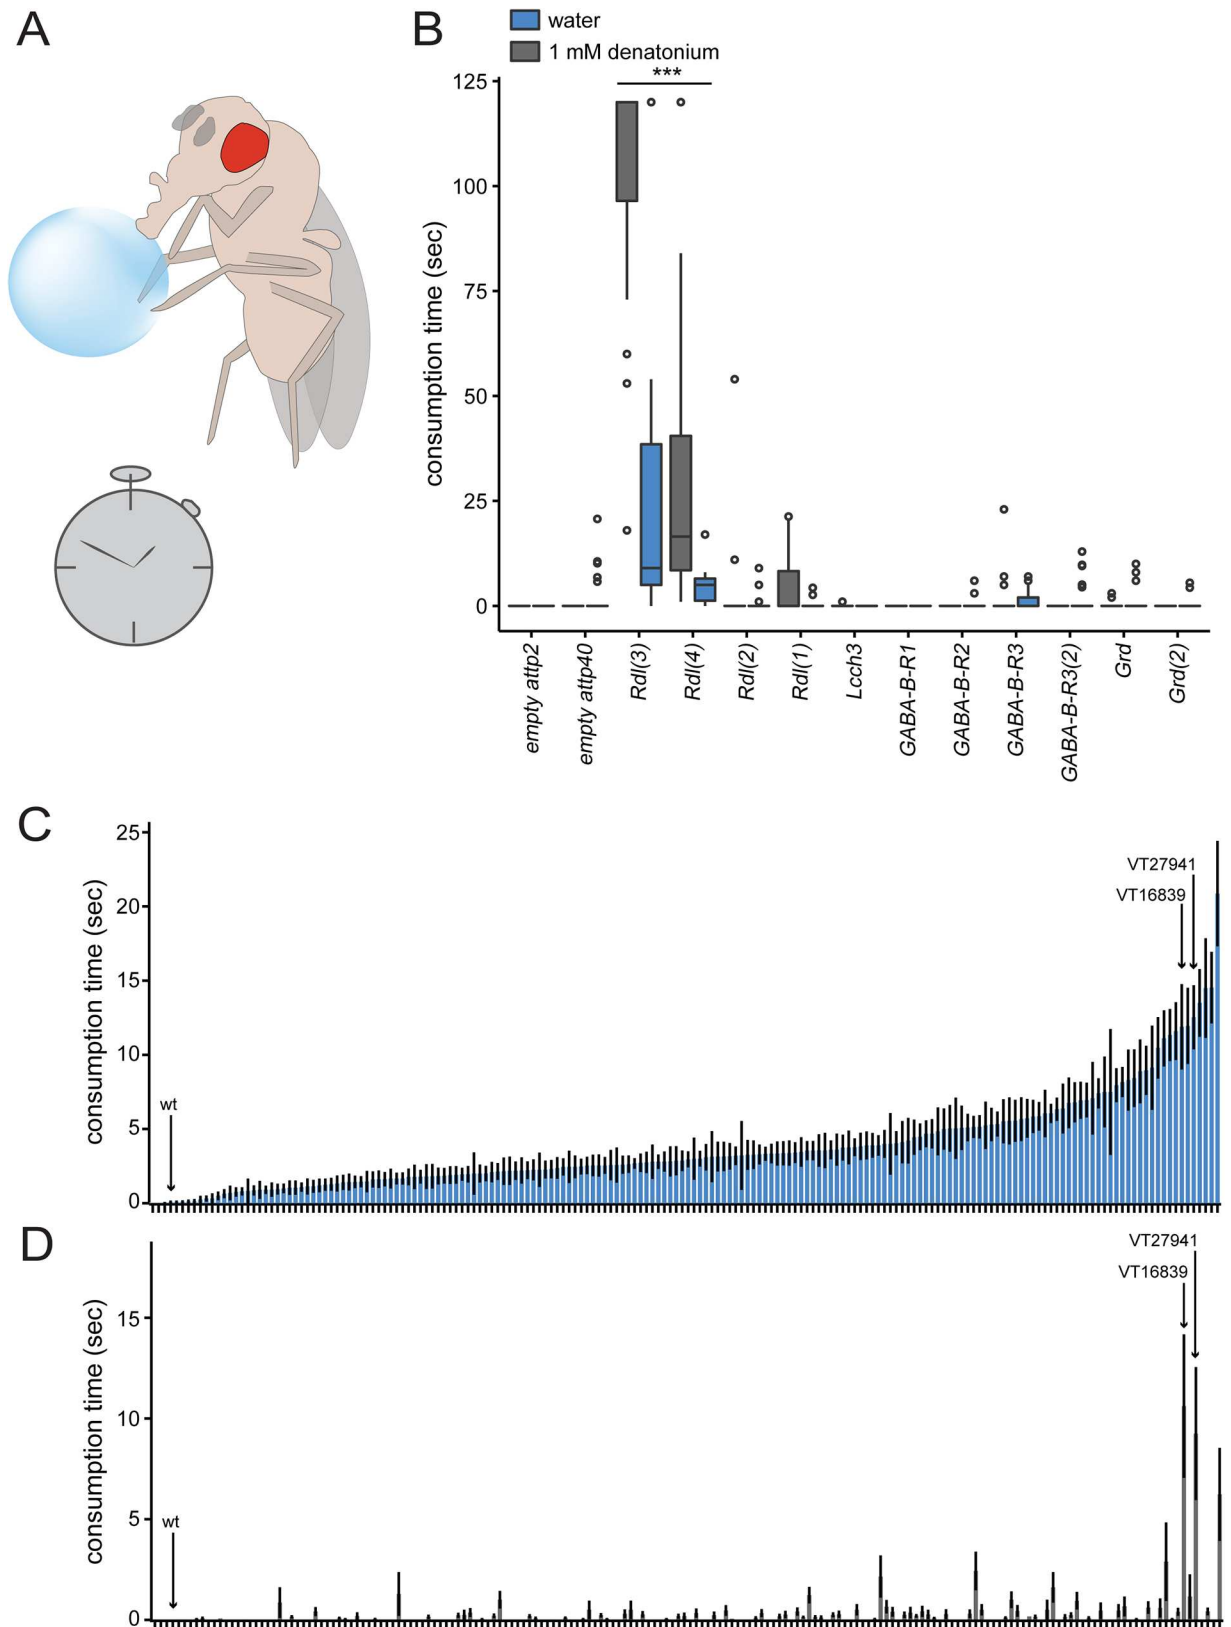 A
B
water
1 mM denatonium
***
125
100
75
50
25
0
consumption time (sec)
empty attp2
empty attp40
Rdl(3)
Rdl(4)
Rdl(2)
Rdl(1)
Lcch3
GABA-B-R1
GABA-B-R2
GABA-B-R3
GABA-B-R3(2)
Grd
Grd(2)
C
25
20
15
10
5
0
consumption time (sec)
wt
VT27941
VT16839
D
15
10
5
0
consumption time (sec)
wt
VT27941
VT16839